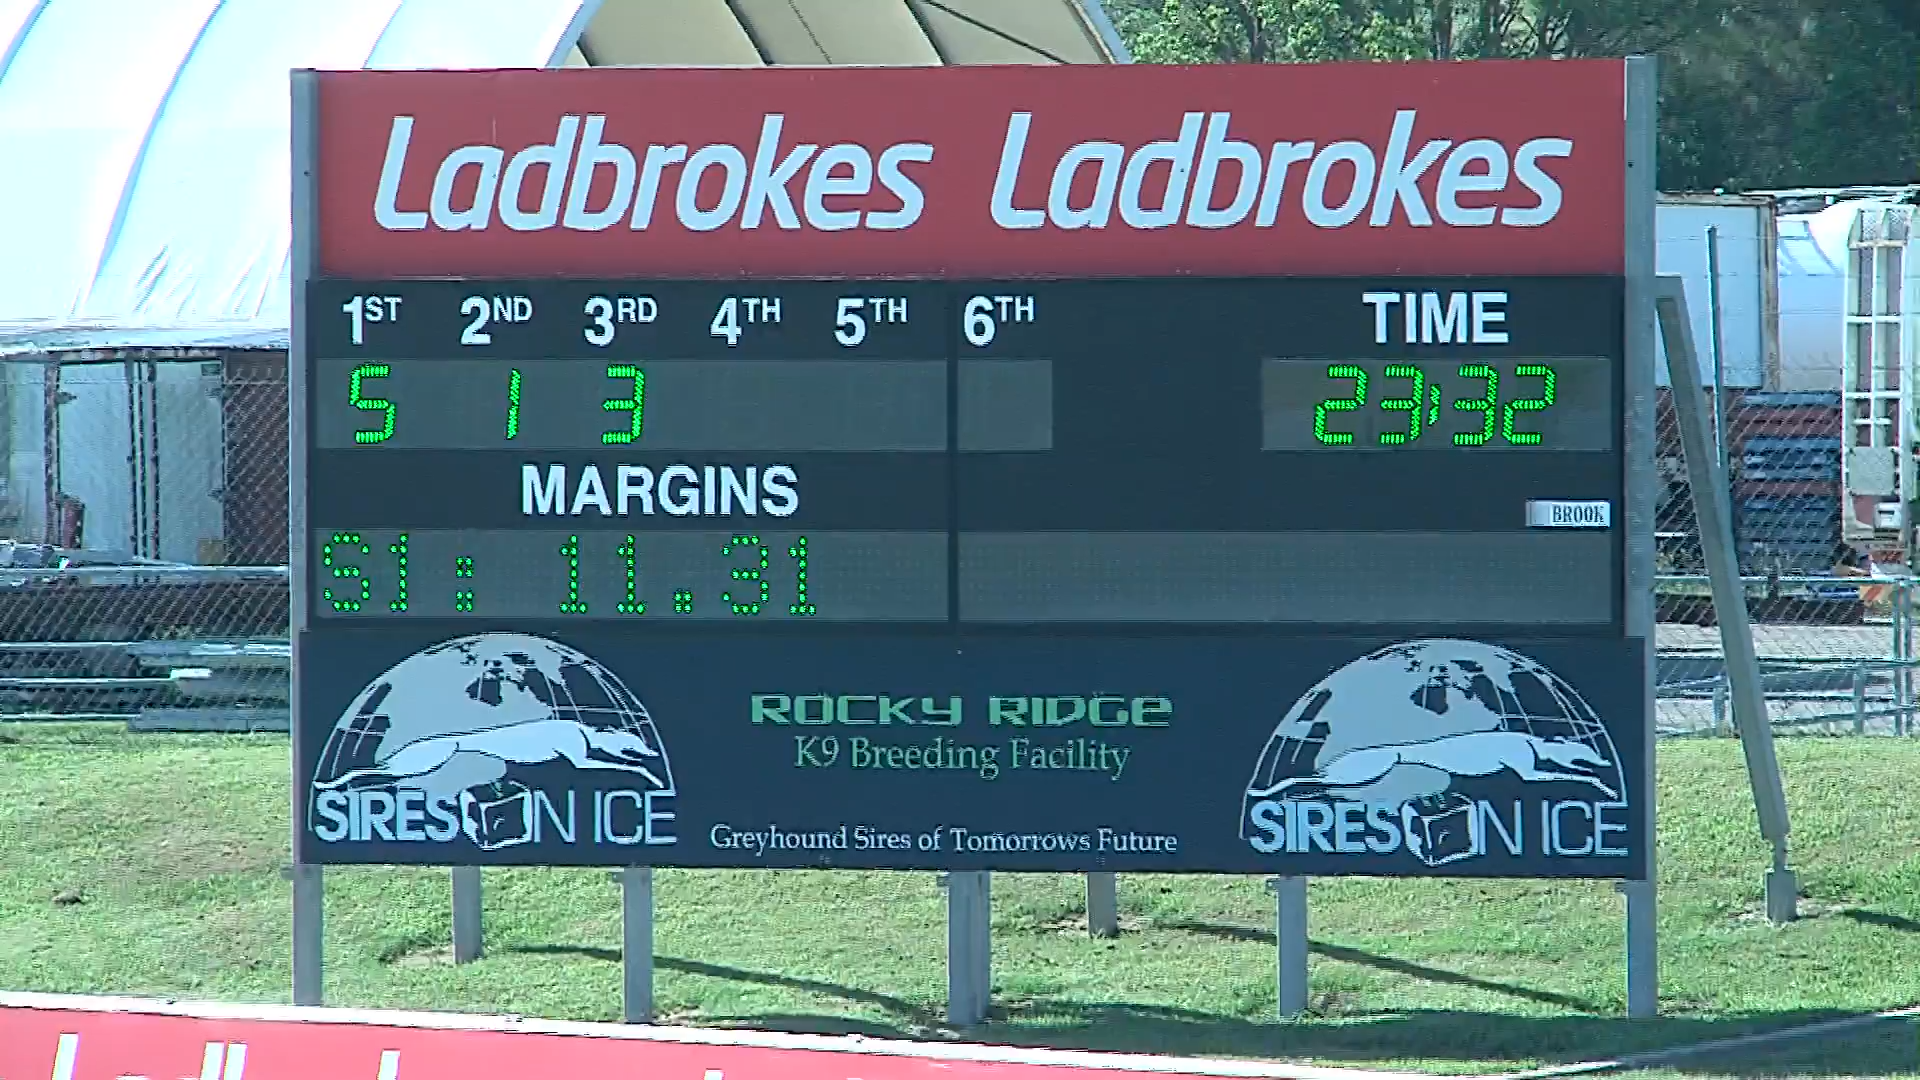 Ladbrokes Ladbrokes
1ST 2ND 3RD 4TH 5TH 6TH TIME
5 1 3 23:32
MARGINS
BROOK
S1: 11.31
ROCKY RIDGE
K9 Breeding Facility
SIRES ON ICE
Greyhound Sires of Tomorrows Future
SIRES ON ICE